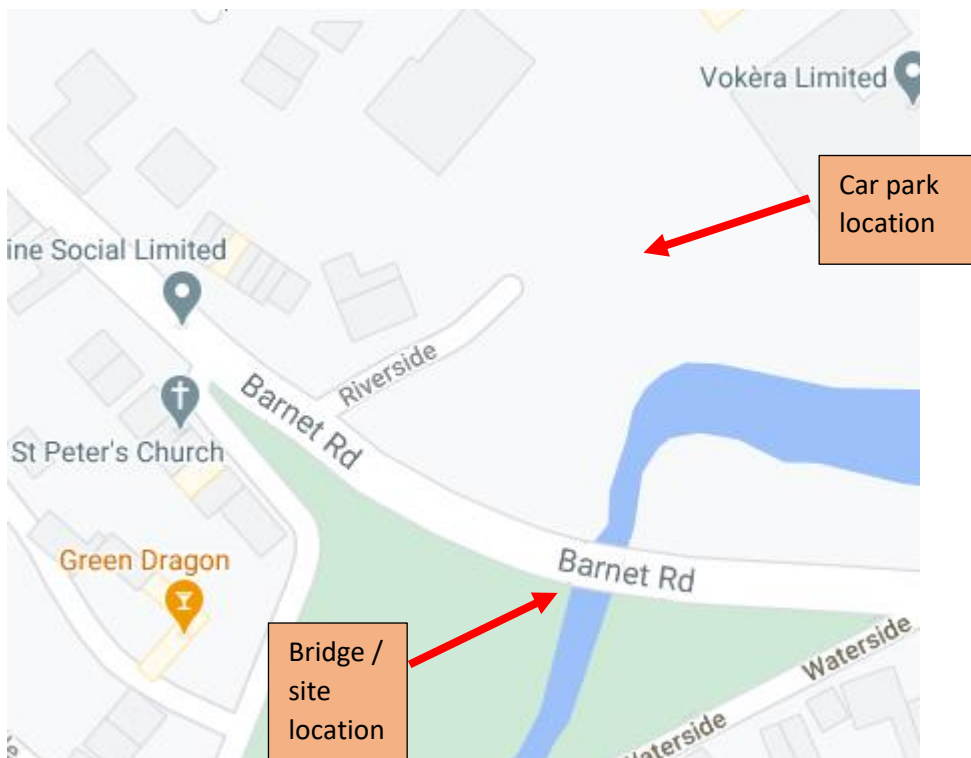 Vokèra Limited
Car park
location
ine Social Limited
Riverside
Barnet Rd
St Peter's Church
Barnet Rd
Green Dragon
Bridge /
site
location
Waterside
Waterside